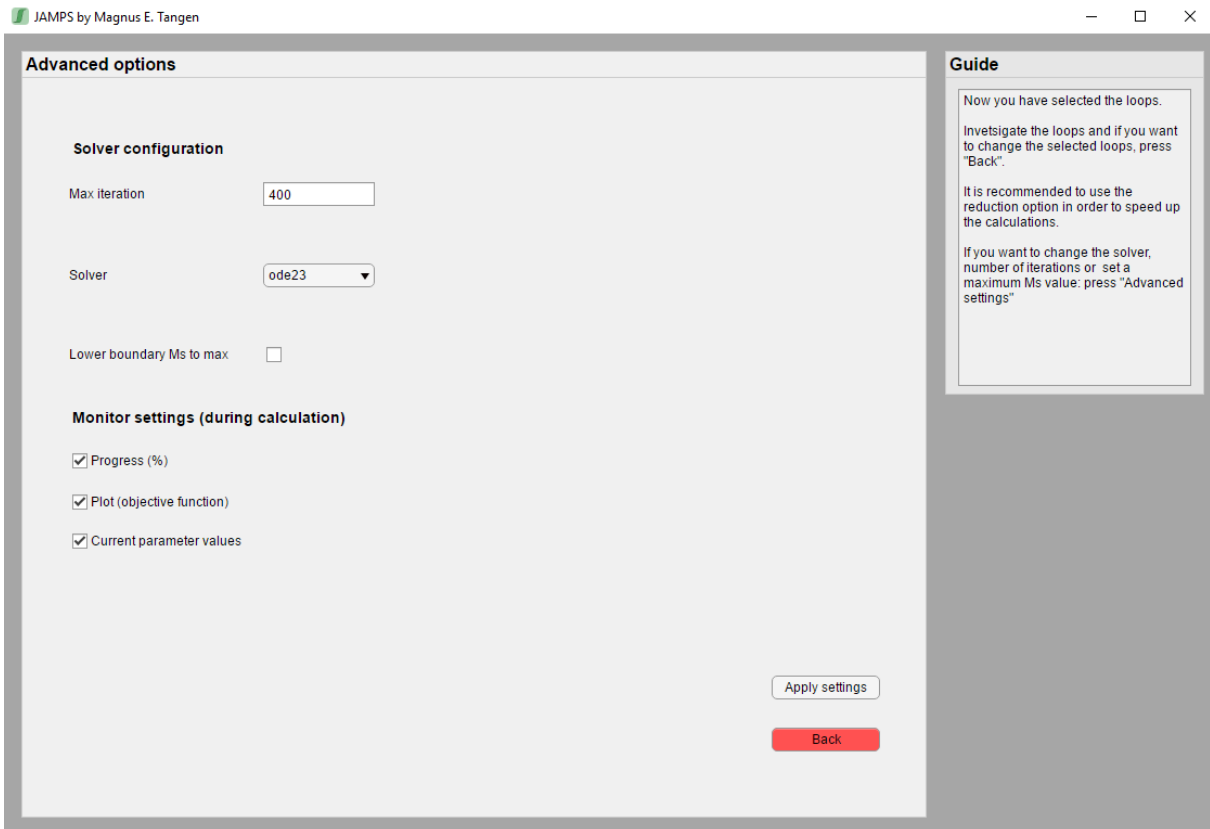 JAMPS by Magnus E. Tangen
Advanced options
Solver configuration
Max iteration
400
Solver
ode23
Lower boundary Ms to max
Monitor settings (during calculation)
Progress (%)
Plot (objective function)
Current parameter values
Apply settings
Back
Guide
Now you have selected the loops.
Invetsigate the loops and if you want
to change the selected loops, press
"Back".
It is recommended to use the
reduction option in order to speed up
the calculations.
If you want to change the solver,
number of iterations or set a
maximum Ms value: press "Advanced
settings"